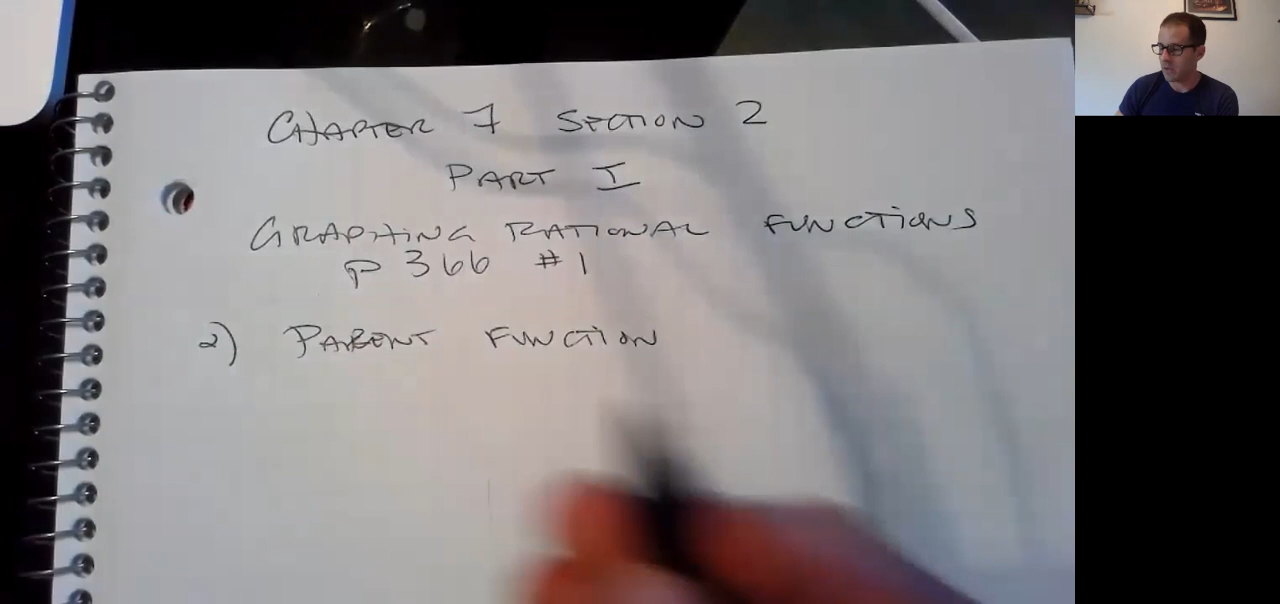 CHAPTER 7 SECTION 2
PART I
GRAPHING RATIONAL FUNCTIONS
p 366 #1
2) PARENT FUNCTION